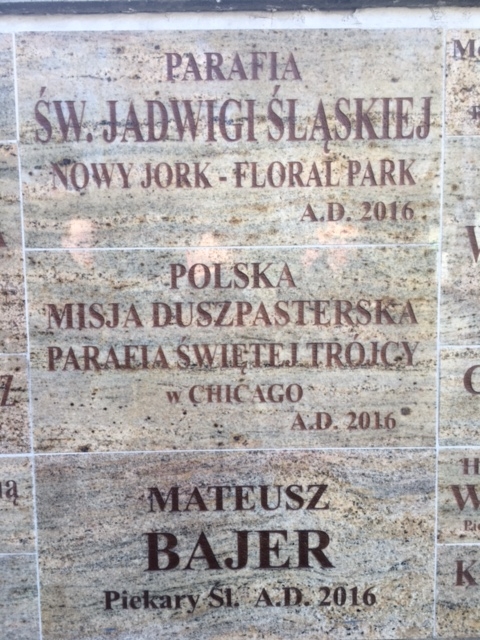 PARAFIA
ŚW. JADWIGI ŚLĄSKIEJ
NOWY JORK - FLORAL PARK
A.D. 2016
POLSKA
MISJA DUSZPASTERSKA
PARAFIA ŚWIĘTEJ TRÓJCY
w CHICAGO
A.D. 2016
MATEUSZ
BAJER
Piekary Śl. A.D. 2016